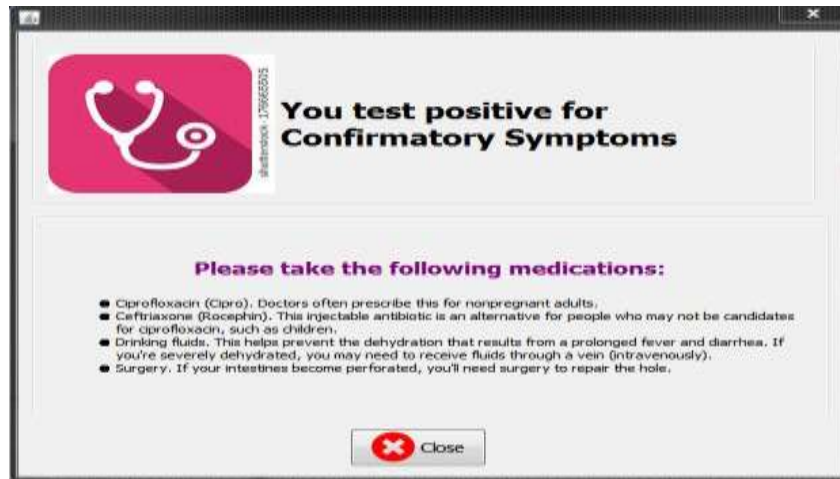 You test positive for
Confirmatory Symptoms
shutterstock · 176665505
Please take the following medications:
Ciprofloxacin (Cipro). Doctors often prescribe this for nonpregnant adults.
Ceftriaxone (Rocephin). This injectable antibiotic is an alternative for people who may not be candidates
for ciprofloxacin, such as children.
Drinking fluids. This helps prevent the dehydration that results from a prolonged fever and diarrhea. If
you're severely dehydrated, you may need to receive fluids through a vein (intravenously).
Surgery. If your intestines become perforated, you'll need surgery to repair the hole.
Close